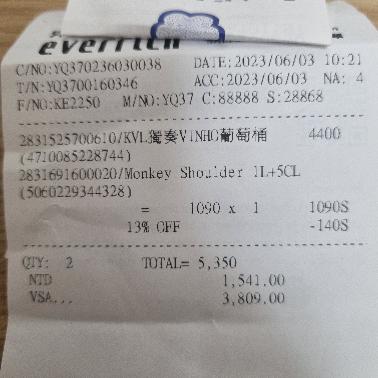 everrich
C/NO:YQ370236030038 DATE:2023/06/03 10:21
T/N:YQ3700160346 ACC:2023/06/03 NA: 4
F/NO:KE2250 M/NO:YQ37 C:88888 S:28868
2831525700610/KVL獨奏VINHO葡萄桶 4400
(4710085228744)
2831691600020/Monkey Shoulder 1L+5CL
(5060229344328)
= 1090 x 1 1090S
13% OFF -140S
QTY: 2 TOTAL= 5,350
NTD 1,541.00
VSA... 3,809.00